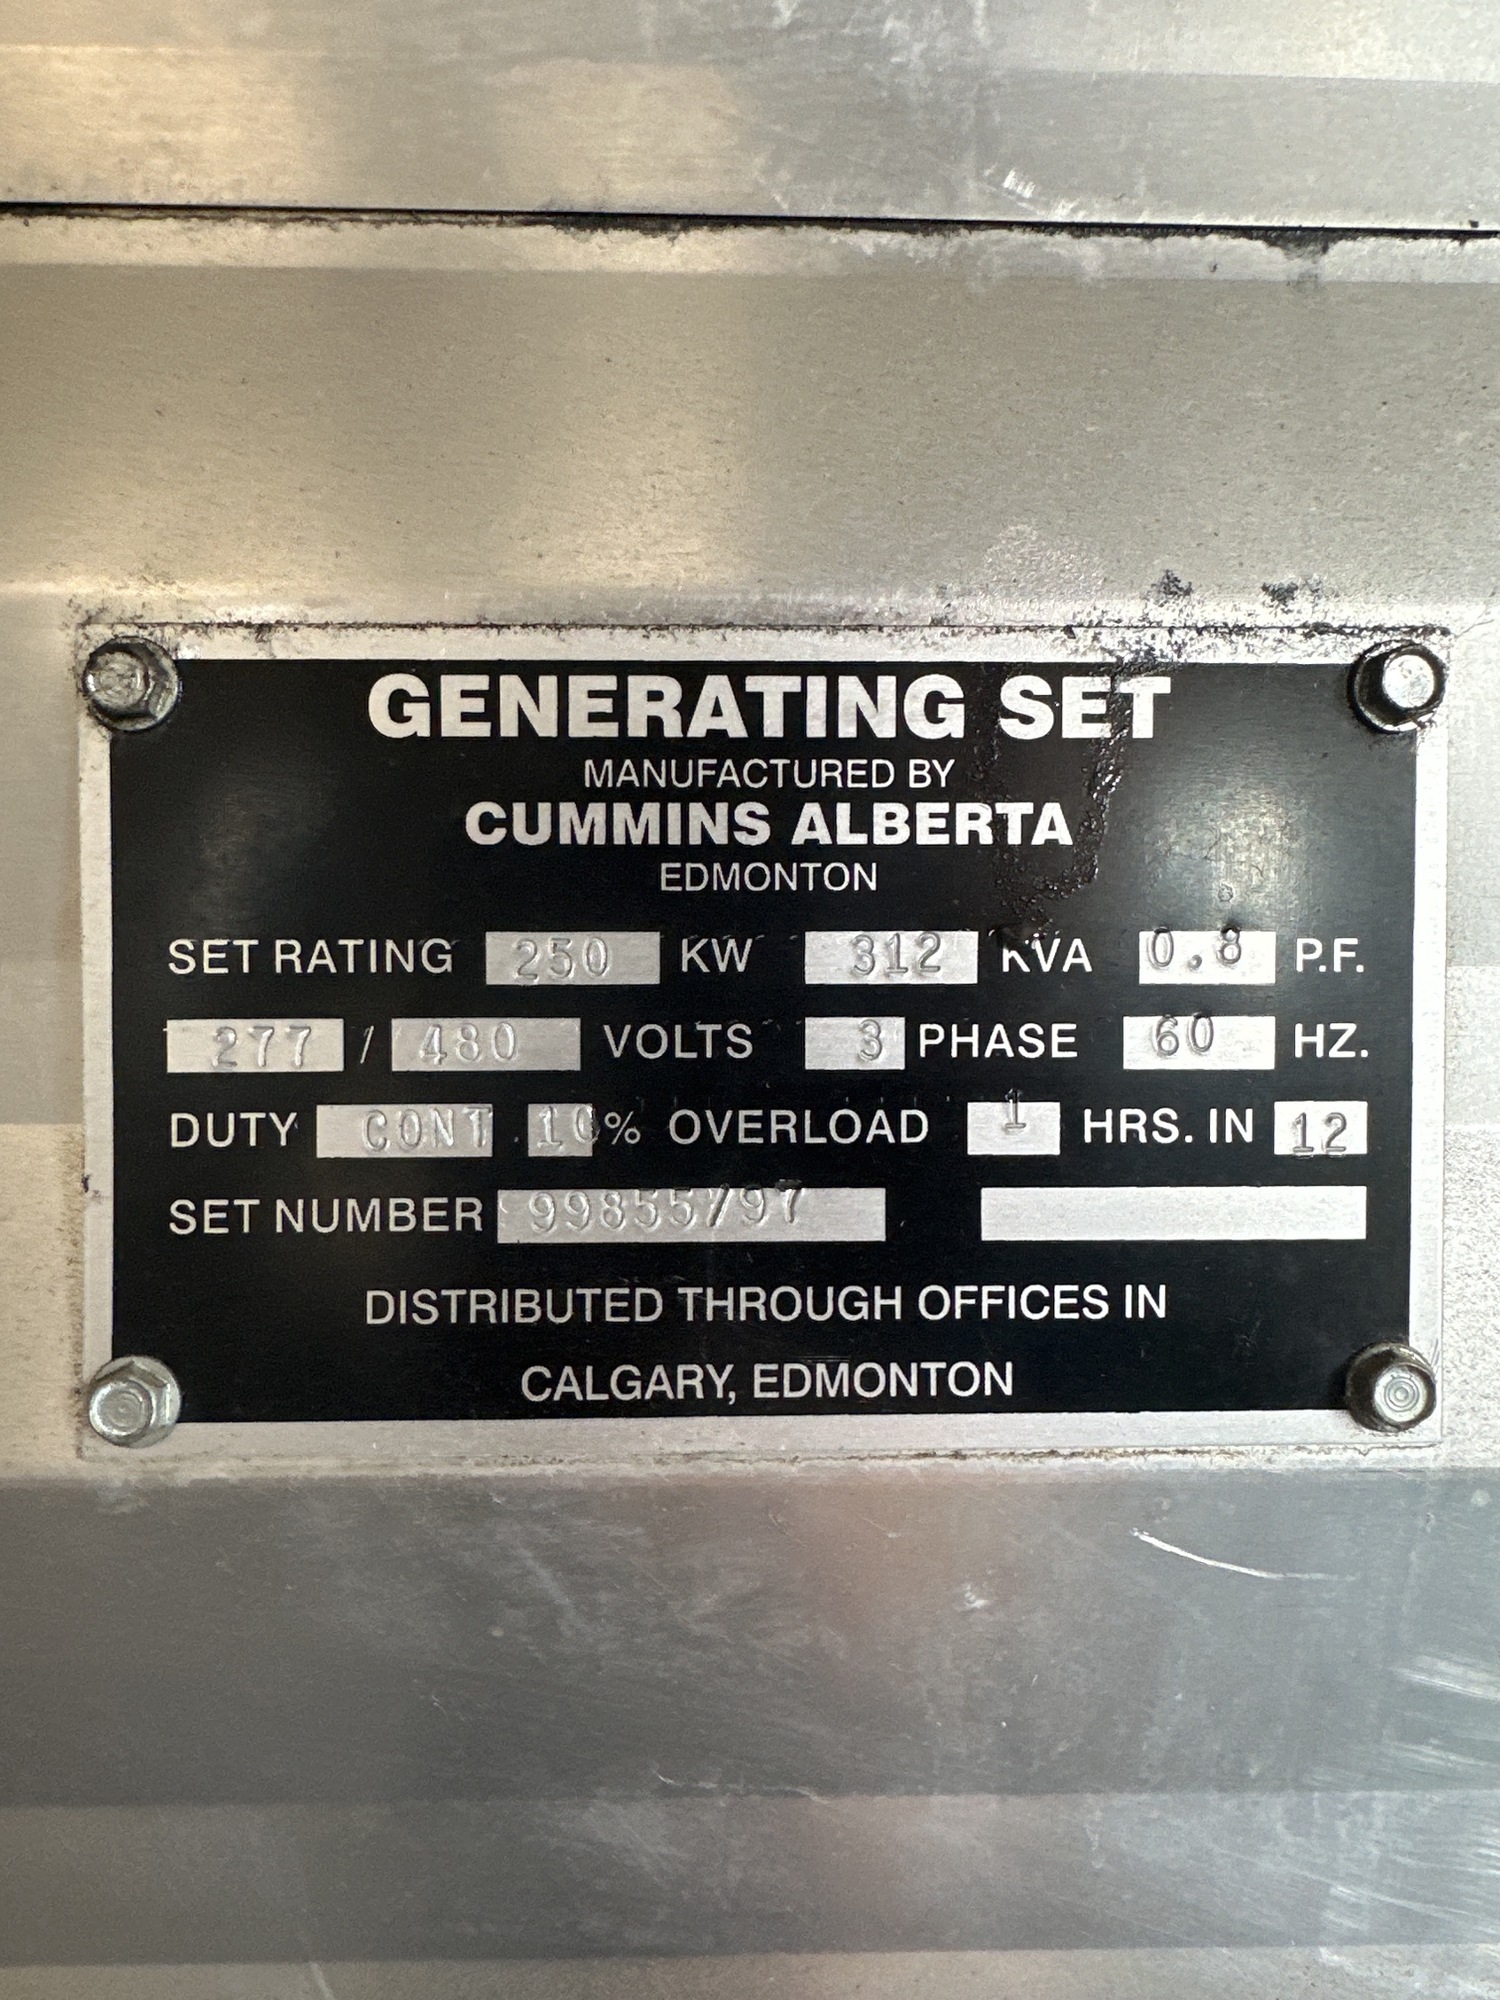 GENERATING SET
MANUFACTURED BY
CUMMINS ALBERTA
EDMONTON
SET RATING 250 KW 312 KVA 0.8 P.F.
277 / 480 VOLTS 3 PHASE 60 HZ.
DUTY CONT. 10% OVERLOAD 1 HRS. IN 12
SET NUMBER 99855/97
DISTRIBUTED THROUGH OFFICES IN
CALGARY, EDMONTON